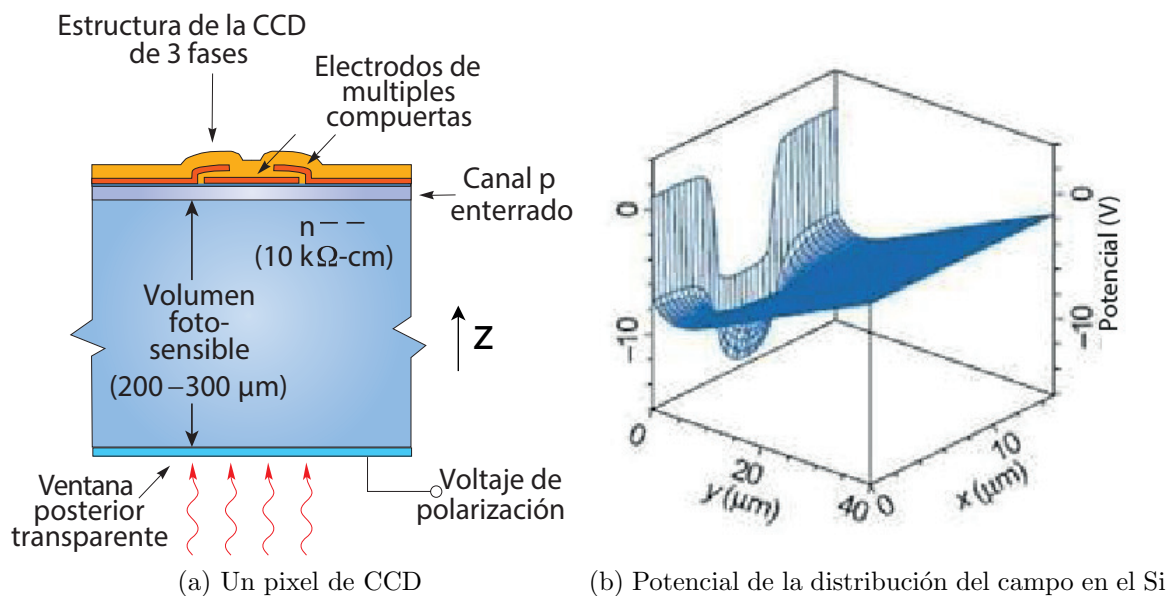 Estructura de la CCD
de 3 fases
Electrodos de
multiples
compuertas
Canal p
enterrado
n— —
(10 kΩ-cm)
Volumen
foto-
sensible
(200–300 μm)
Z
Ventana
posterior
transparente
Voltaje de
polarización
(a) Un pixel de CCD
0
-10
0
20
40
y (μm)
0
10
x (μm)
0
-10
Potencial (V)
(b) Potencial de la distribución del campo en el Si